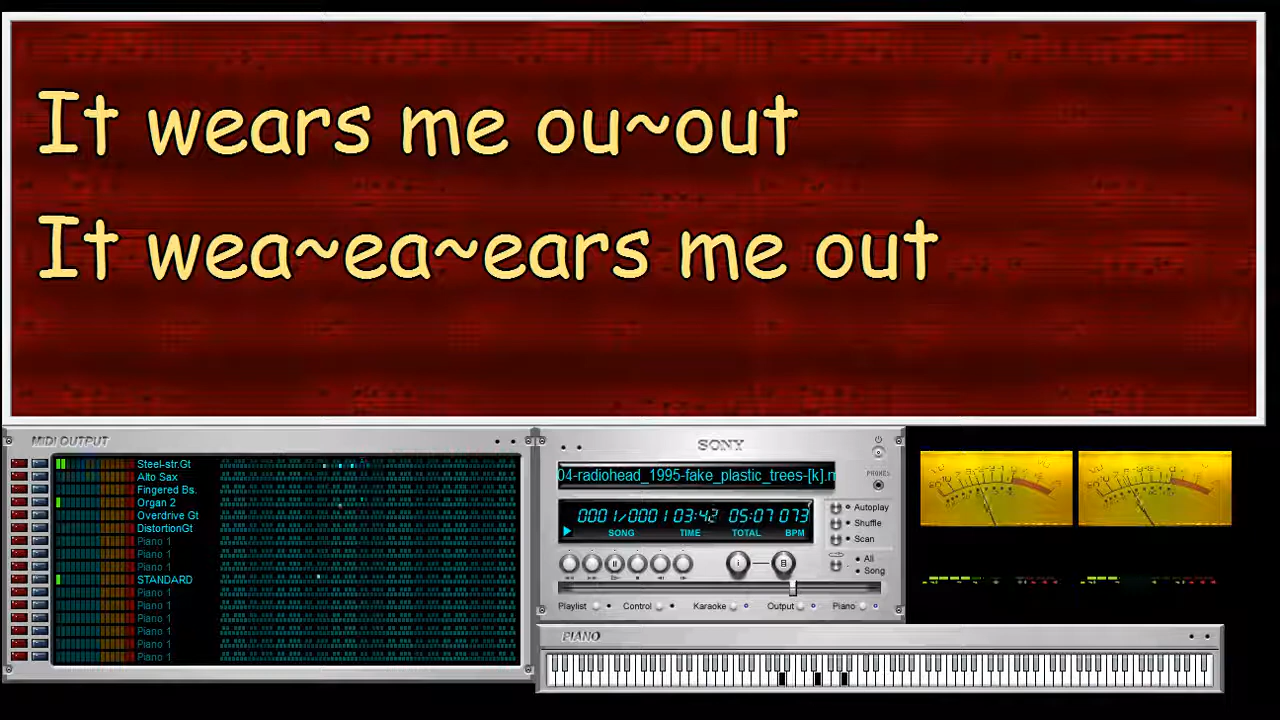 It wears me ou~out
It wea~ea~ears me out
MIDI OUTPUT
Steel-str.Gt
Alto Sax
Fingered Bs.
Organ 2
Overdrive Gt
DistortionGt
Piano 1
Piano 1
Piano 1
STANDARD
Piano 1
Piano 1
Piano 1
Piano 1
Piano 1
Piano 1
SONY
04-radiohead_1995-fake_plastic_trees-[k].m
PHONES
0001/0001 03:42 05:07 073
SONG TIME TOTAL BPM
Autoplay
Shuffle
Scan
All
Song
Playlist Control Karaoke Output Piano
PIANO